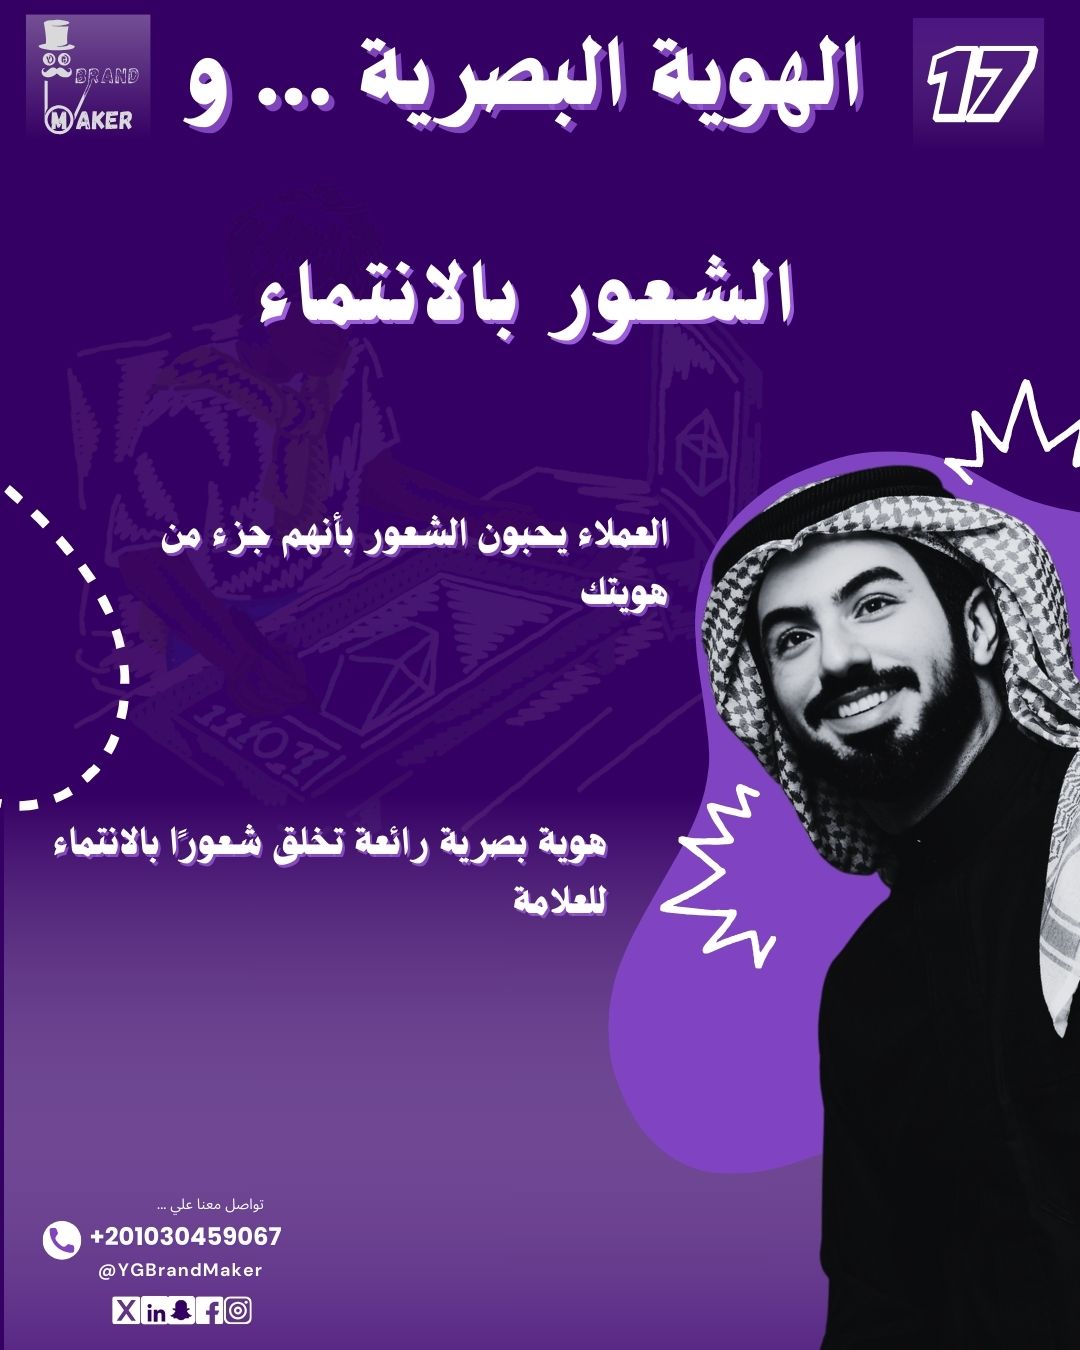 الهوية البصرية ... و
17
BRAND
MAKER
الشعور بالانتماء
العملاء يحبون الشعور بأنهم جزء من
هويتك
هوية بصرية رائعة تخلق شعورًا بالانتماء
للعلامة
تواصل معنا علي ...
+201030459067
@YGBrandMaker